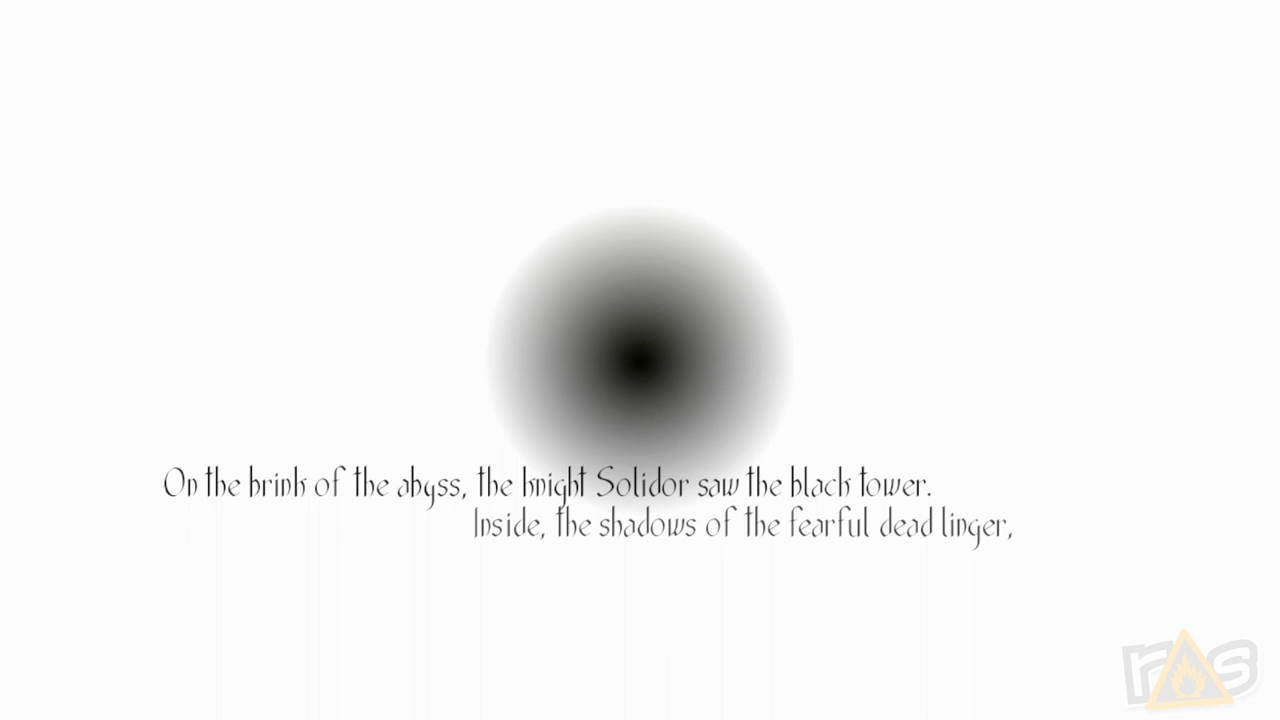 On the brink of the abyss, the knight Solidor saw the black tower.
Inside, the shadows of the fearful dead linger,
ras